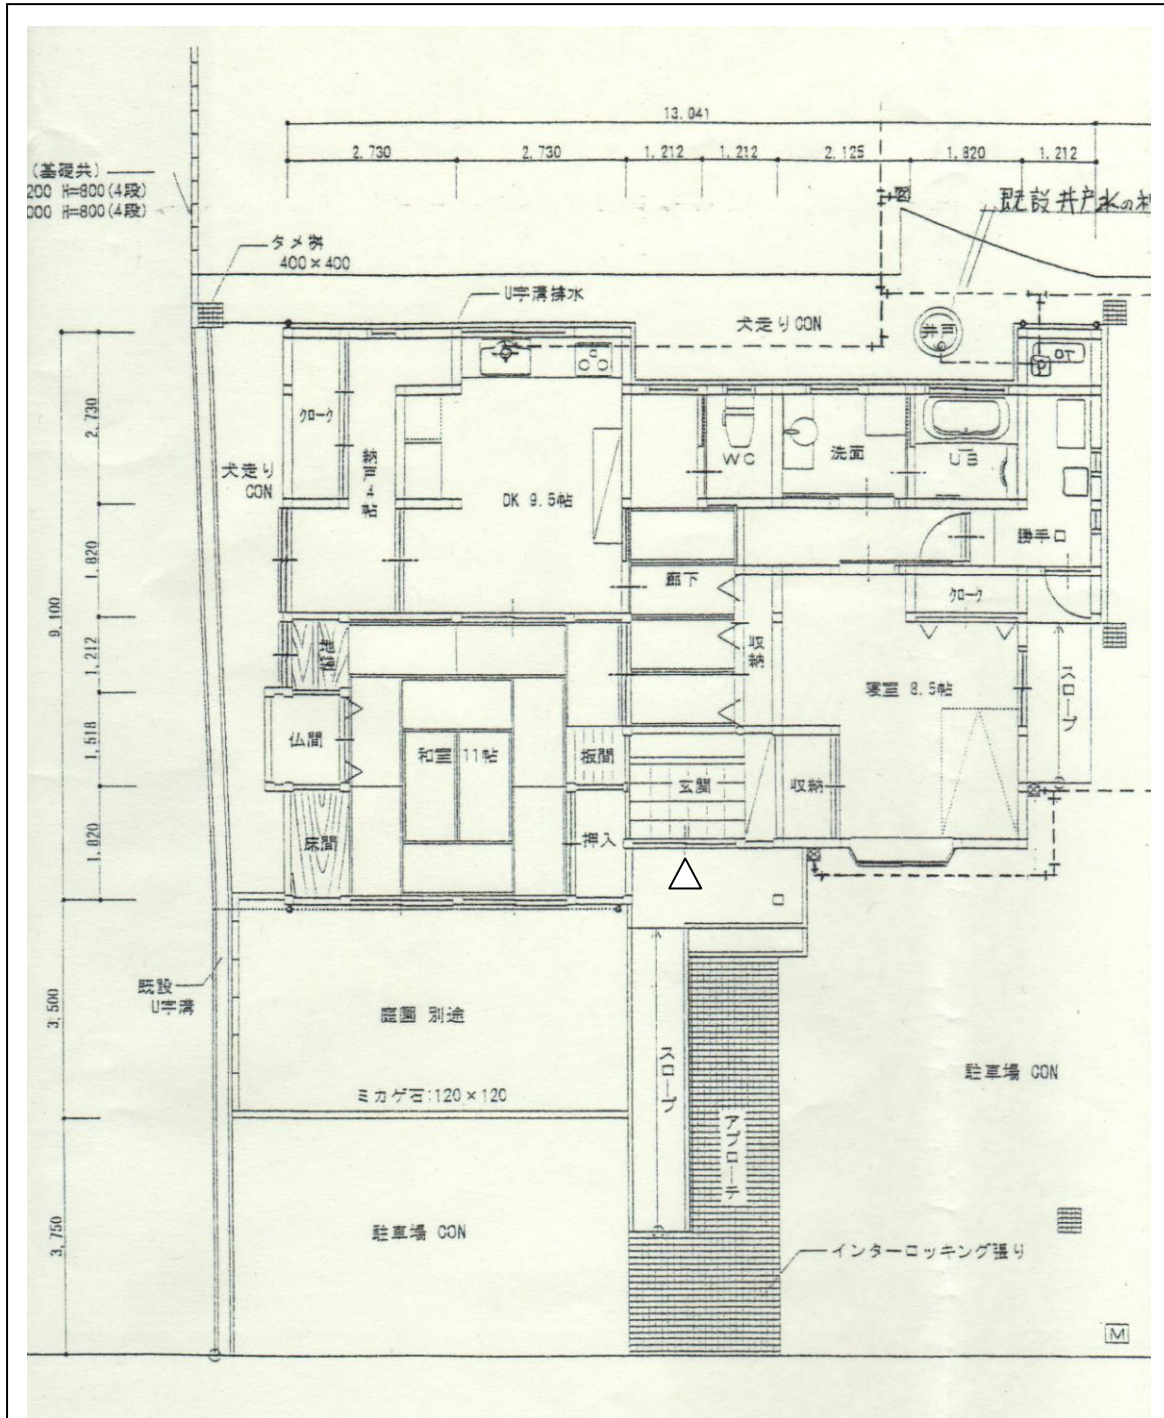 13.041
2.730
2.730
1.212
1.212
2.125
1.820
1.212
(基礎共)
200 H=800(4段)
000 H=800(4段)
既設井戸水の
タメ桝
400×400
U字溝排水
犬走りCON
井戸
OT
P
クローク
納戸4帖
犬走り
CON
DK 9.5帖
WC
洗面
UB
勝手口
廊下
クローク
2.730
1.820
9.100
1.212
1.518
1.820
地袋
収納
寝室 8.5帖
スロープ
仏間
和室 11帖
板間
玄関
収納
床間
押入
既設
U字溝
3.500
庭園 別途
ミカゲ石:120×120
スロープ
アプローチ
駐車場 CON
3.750
駐車場 CON
インターロッキング張り
M